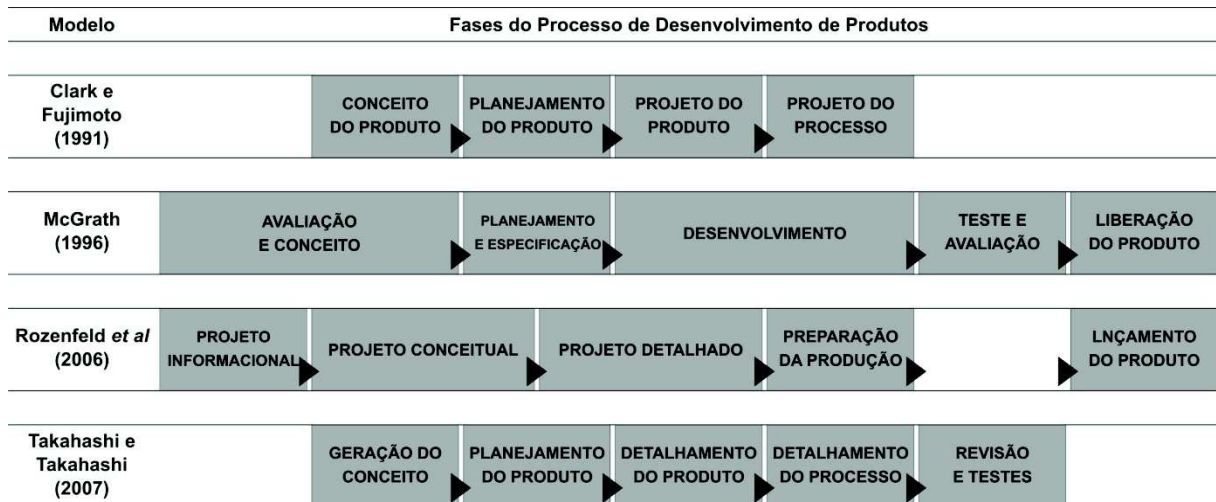 Modelo
Fases do Processo de Desenvolvimento de Produtos
Clark e
Fujimoto
(1991)
CONCEITO
DO PRODUTO
PLANEJAMENTO
DO PRODUTO
PROJETO DO
PRODUTO
PROJETO DO
PROCESSO
McGrath
(1996)
AVALIAÇÃO
E CONCEITO
PLANEJAMENTO
E ESPECIFICAÇÃO
DESENVOLVIMENTO
TESTE E
AVALIAÇÃO
LIBERAÇÃO
DO PRODUTO
Rozenfeld et al
(2006)
PROJETO
INFORMACIONAL
PROJETO CONCEITUAL
PROJETO DETALHADO
PREPARAÇÃO
DA PRODUÇÃO
LNÇAMENTO
DO PRODUTO
Takahashi e
Takahashi
(2007)
GERAÇÃO DO
CONCEITO
PLANEJAMENTO
DO PRODUTO
DETALHAMENTO
DO PRODUTO
DETALHAMENTO
DO PROCESSO
REVISÃO
E TESTES